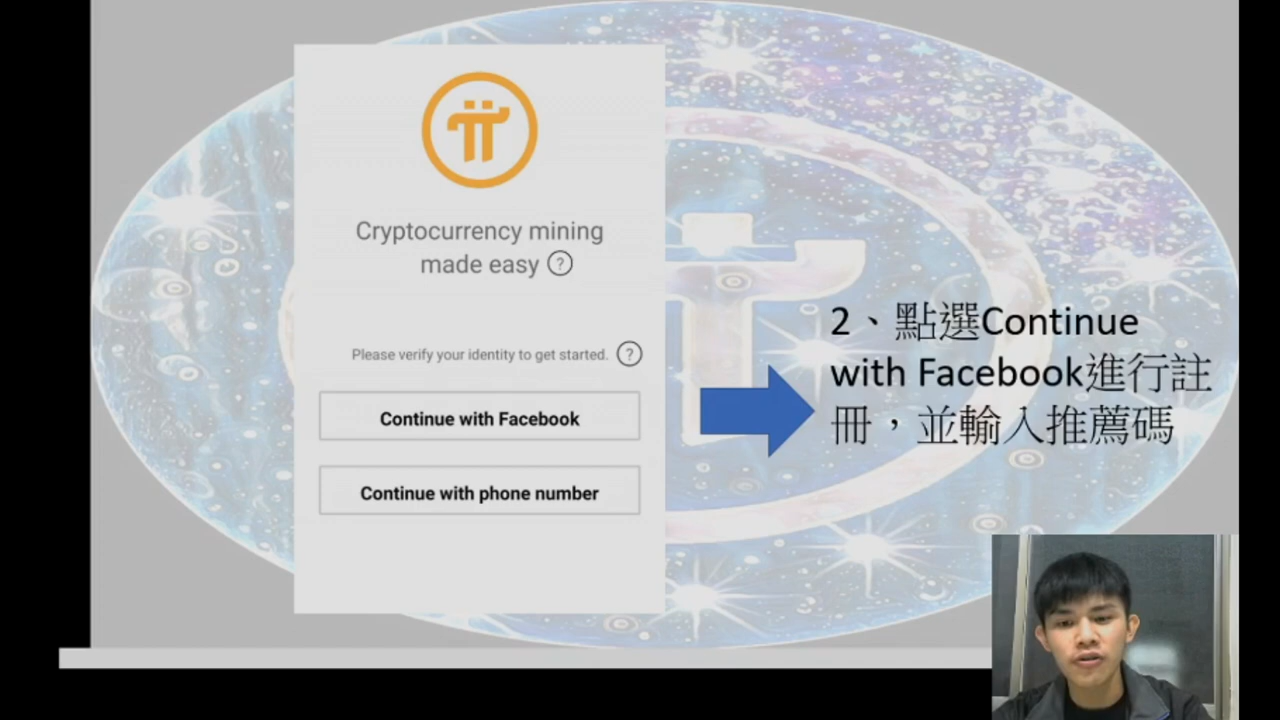 Cryptocurrency mining
made easy ?
Please verify your identity to get started. ?
Continue with Facebook
Continue with phone number
2、點選Continue
with Facebook進行註
冊，並輸入推薦碼